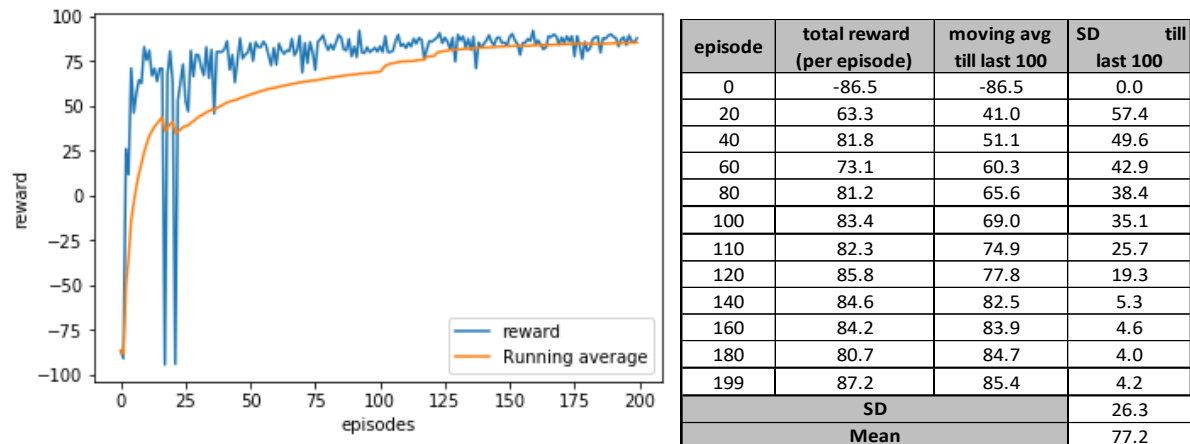 100
75
50
25
0
−25
−50
−75
−100
reward
0
25
50
75
100
125
150
175
200
episodes
reward
Running average
episode
total reward
(per episode)
moving avg
till last 100
SD till
last 100
0 -86.5 -86.5 0.0
20 63.3 41.0 57.4
40 81.8 51.1 49.6
60 73.1 60.3 42.9
80 81.2 65.6 38.4
100 83.4 69.0 35.1
110 82.3 74.9 25.7
120 85.8 77.8 19.3
140 84.6 82.5 5.3
160 84.2 83.9 4.6
180 80.7 84.7 4.0
199 87.2 85.4 4.2
SD 26.3
Mean 77.2